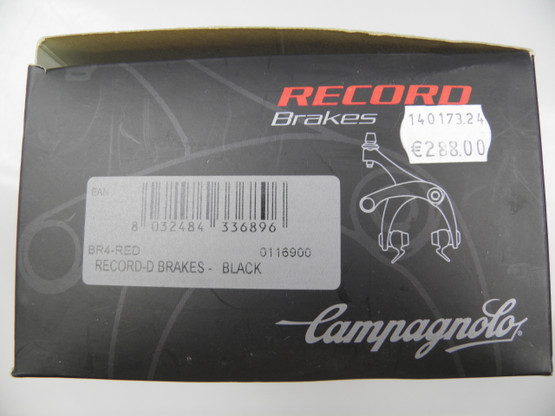 RECORD
Brakes
140173.24
€288.00
EAN
8 032484 336896
BR4-RED 0116900
RECORD-D BRAKES - BLACK
Campagnolo